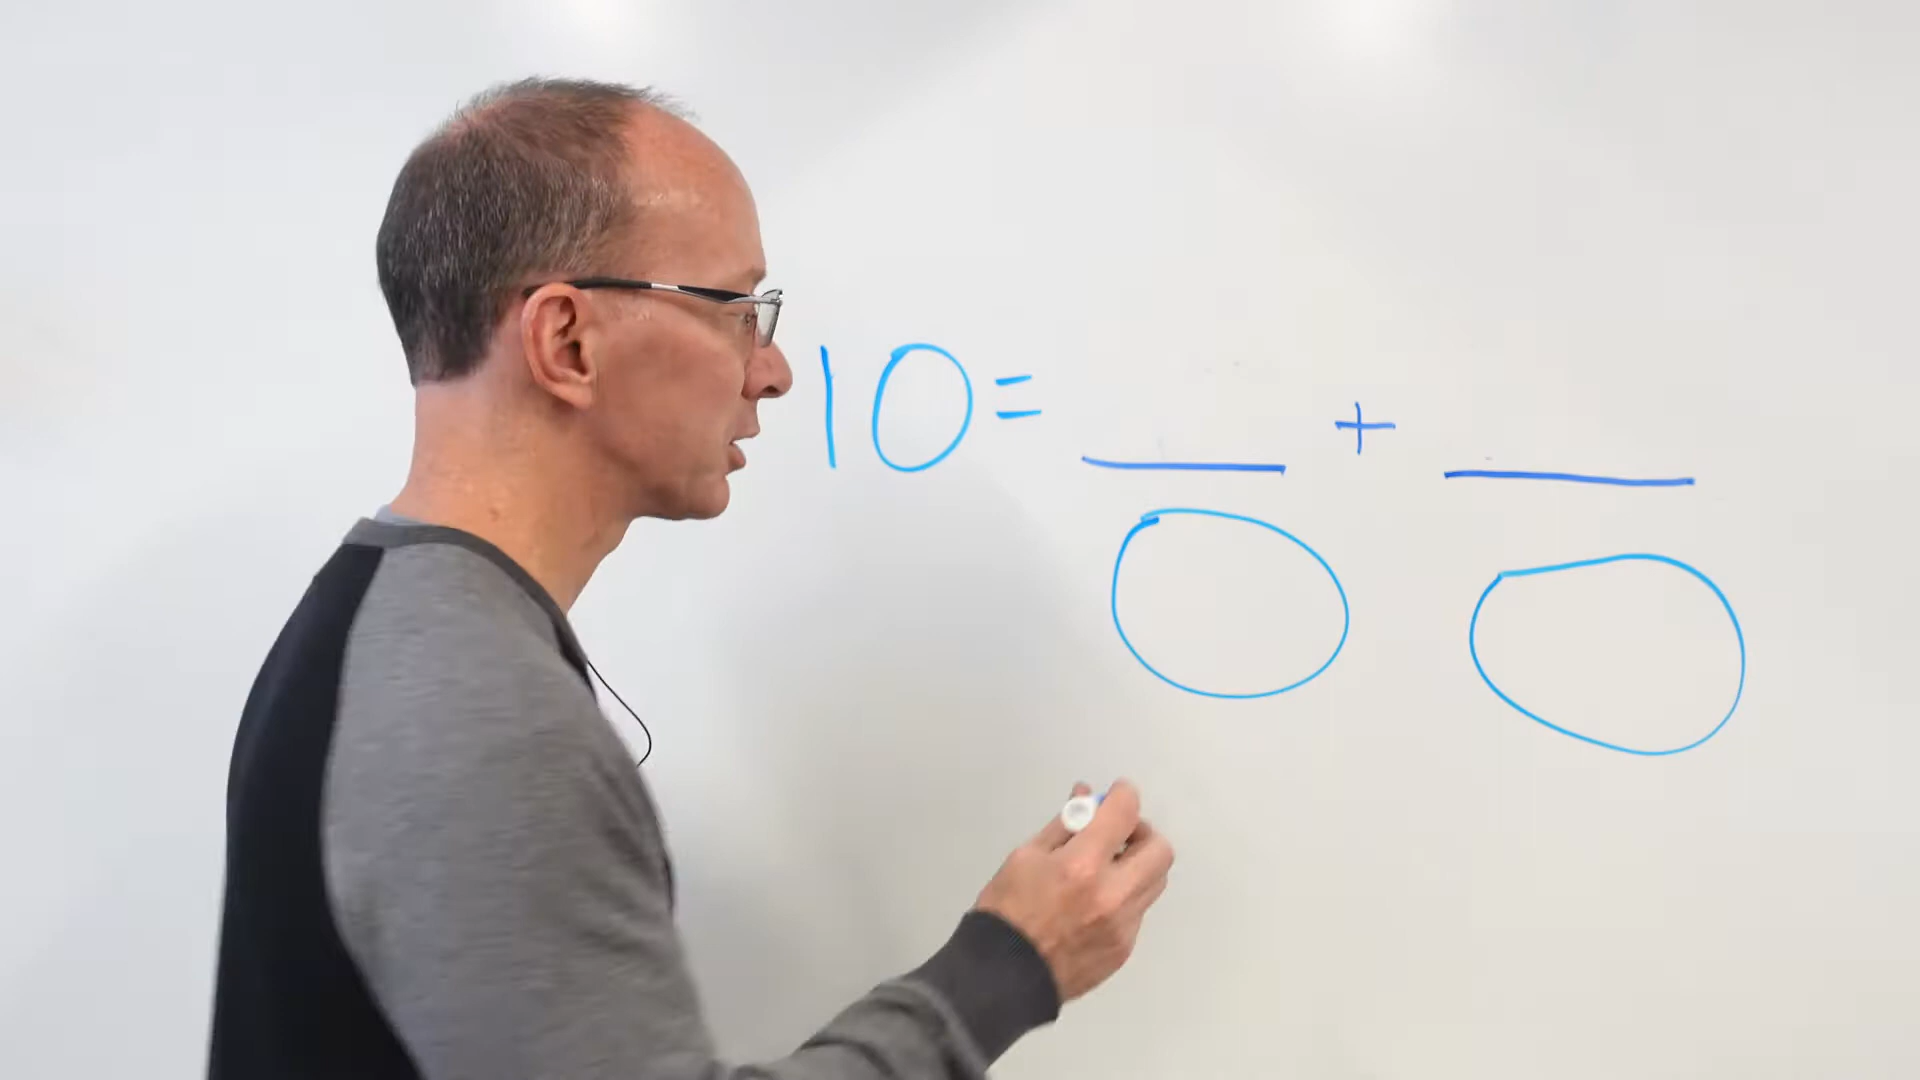 10 = ___ + ___